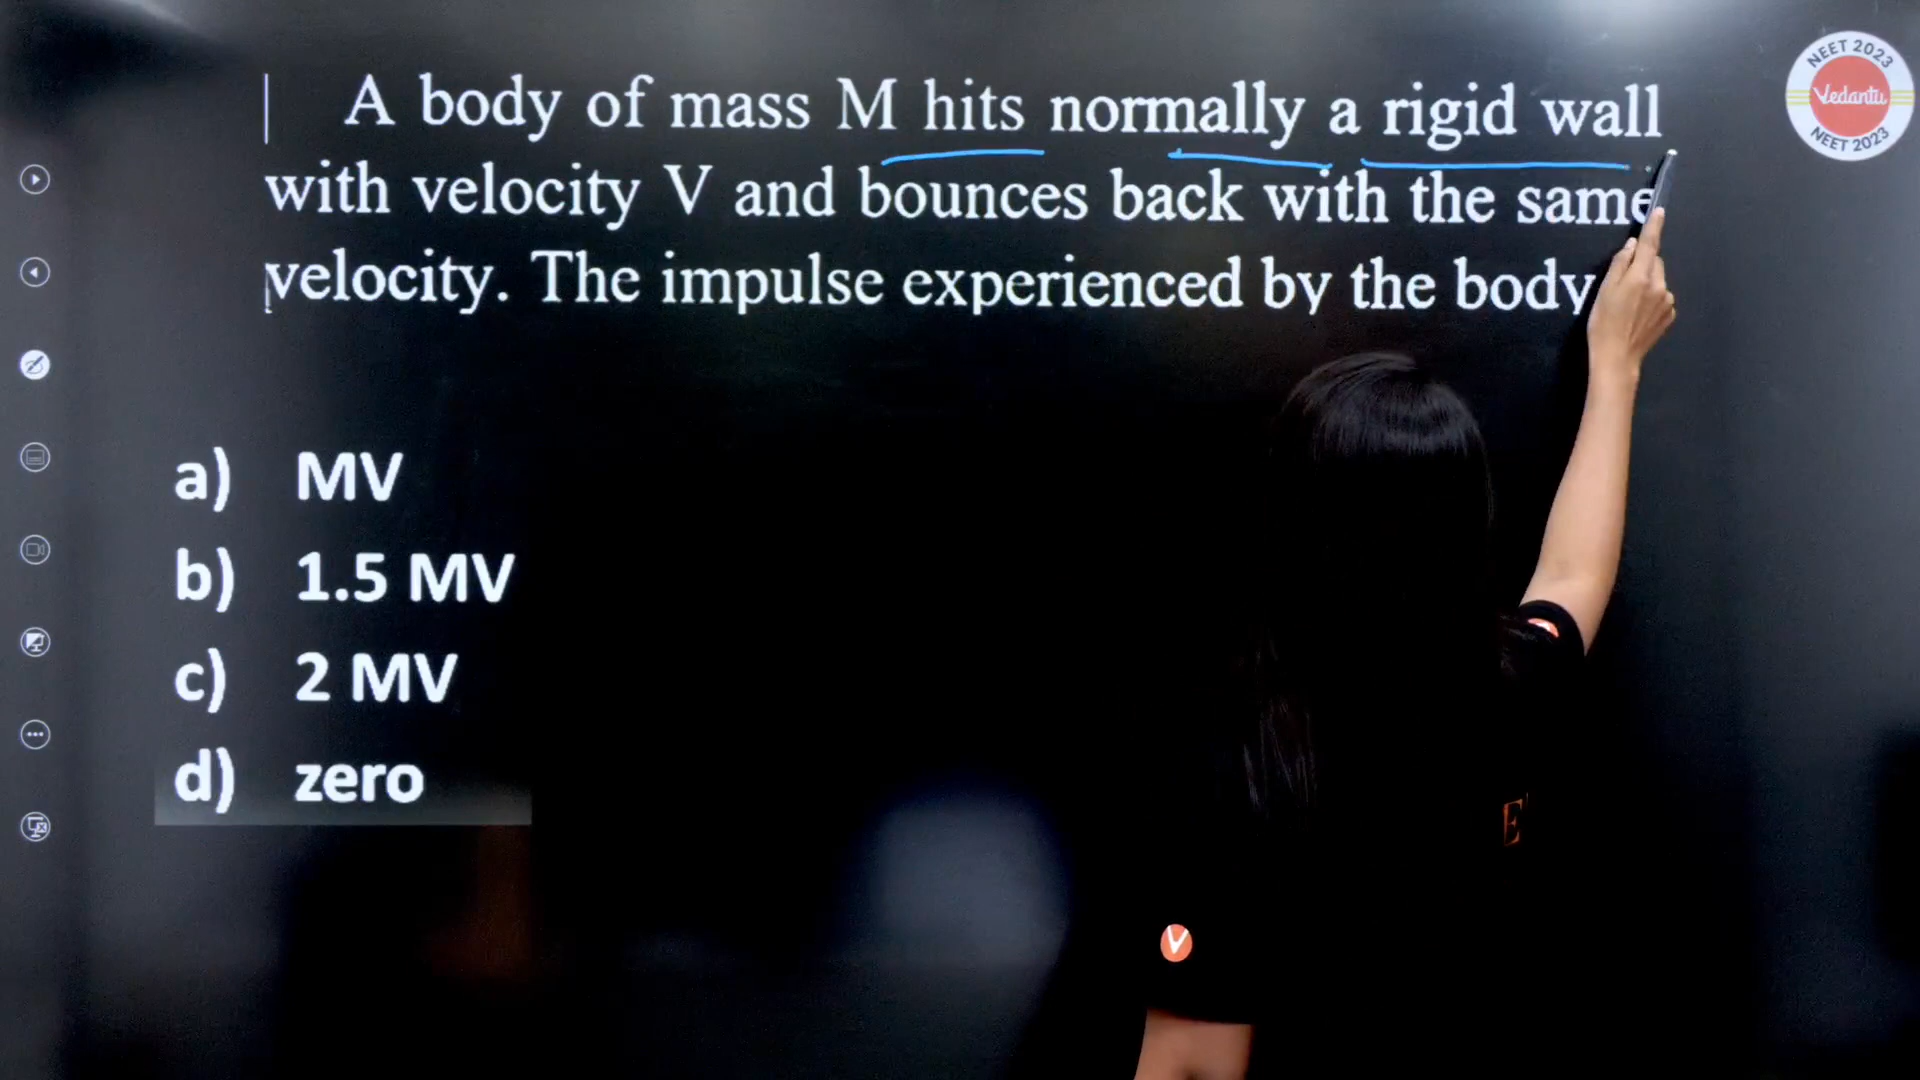 A body of mass M hits normally a rigid wall
with velocity V and bounces back with the same
velocity. The impulse experienced by the body
a) MV
b) 1.5 MV
c) 2 MV
d) zero
NEET 2023
Vedantu
NEET 2023
E